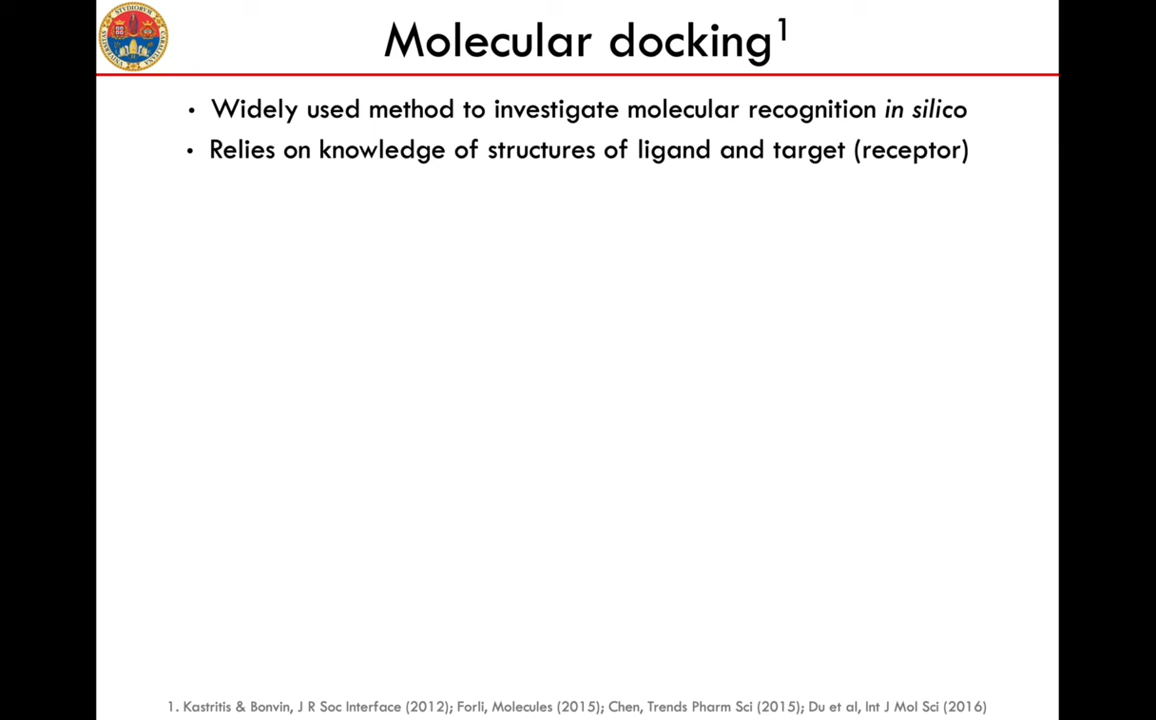 Molecular docking¹
• Widely used method to investigate molecular recognition in silico
• Relies on knowledge of structures of ligand and target (receptor)
1. Kastritis & Bonvin, J R Soc Interface (2012); Forli, Molecules (2015); Chen, Trends Pharm Sci (2015); Du et al, Int J Mol Sci (2016)